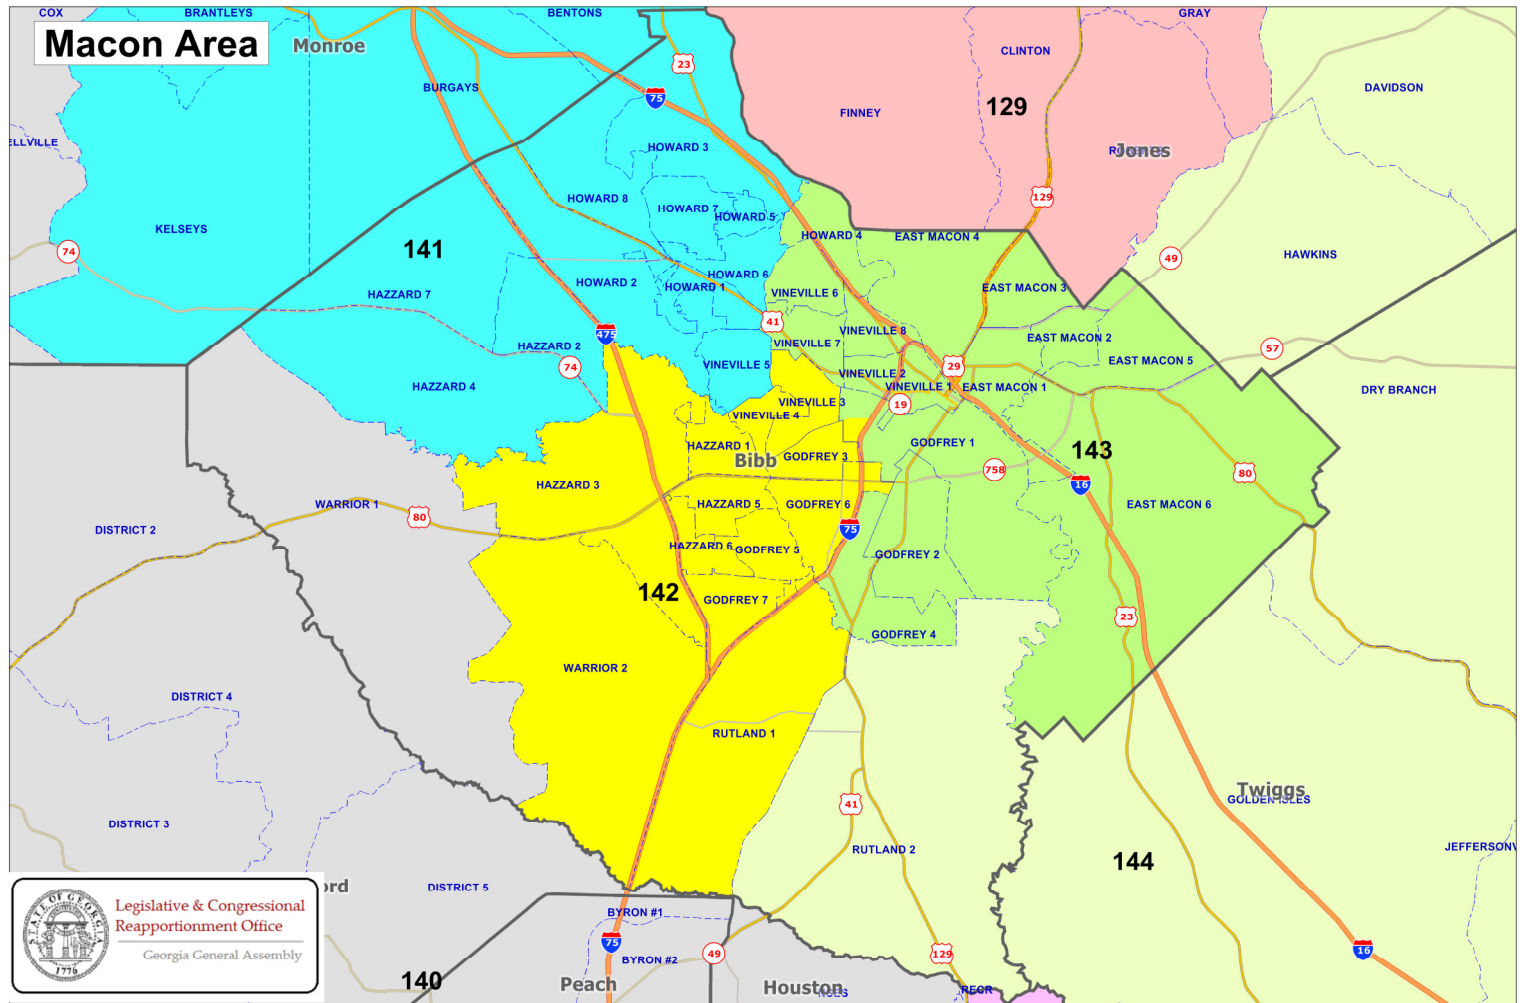 COX
BRANTLEYS
BENTONS
GRAY
Macon Area
Monroe
CLINTON
23
BURGAYS
75
DAVIDSON
129
FINNEY
ELLVILLE
HOWARD 3
Jones
HOWARD 8
129
HOWARD 7
HOWARD 5
KELSEYS
HOWARD 4
EAST MACON 4
74
141
49
HAWKINS
HOWARD 6
HOWARD 2
HOWARD 1
EAST MACON 3
HAZZARD 7
VINEVILLE 6
41
475
VINEVILLE 8
EAST MACON 2
HAZZARD 2
VINEVILLE 7
57
EAST MACON 5
74
VINEVILLE 5
29
VINEVILLE 2
HAZZARD 4
VINEVILLE 1
EAST MACON 1
DRY BRANCH
VINEVILLE 3
19
VINEVILLE 4
HAZZARD 1
GODFREY 1
143
Bibb
GODFREY 3
758
80
HAZZARD 3
16
WARRIOR 1
HAZZARD 5
GODFREY 6
EAST MACON 6
80
DISTRICT 2
75
HAZZARD 6
GODFREY 5
GODFREY 2
142
GODFREY 7
23
GODFREY 4
WARRIOR 2
DISTRICT 4
RUTLAND 1
Twiggs
GOLDEN ISLES
41
DISTRICT 3
RUTLAND 2
JEFFERSONV
144
ord
DISTRICT 5
STATE OF GEORGIA
1776
Legislative & Congressional
Reapportionment Office
Georgia General Assembly
BYRON #1
75
49
129
16
BYRON #2
140
Peach
Houston